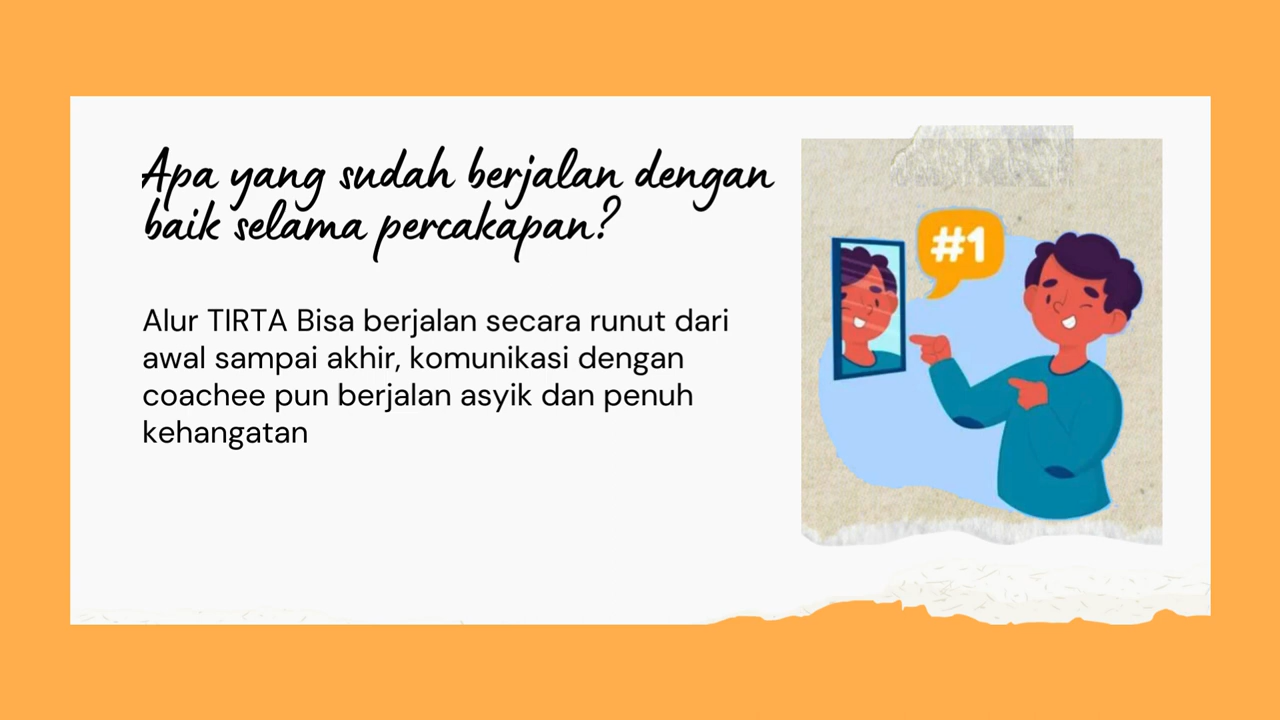 Apa yang sudah berjalan dengan
baik selama percakapan?
#1
Alur TIRTA Bisa berjalan secara runut dari
awal sampai akhir, komunikasi dengan
coachee pun berjalan asyik dan penuh
kehangatan